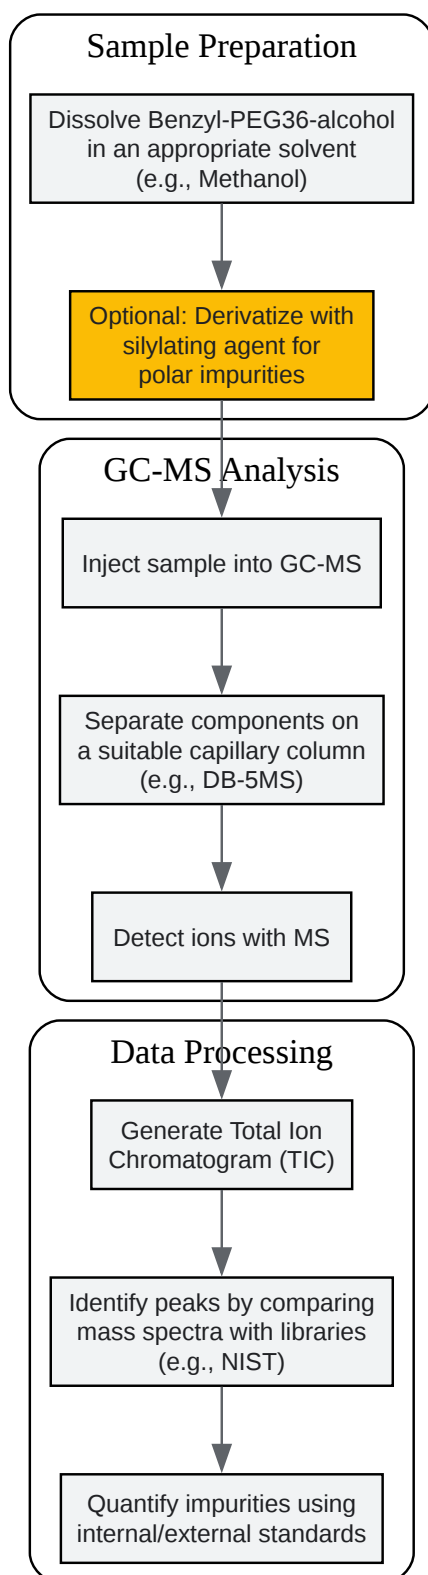 Sample Preparation
Dissolve Benzyl-PEG36-alcohol
in an appropriate solvent
(e.g., Methanol)
Optional: Derivatize with
silylating agent for
polar impurities
GC-MS Analysis
Inject sample into GC-MS
Separate components on
a suitable capillary column
(e.g., DB-5MS)
Detect ions with MS
Data Processing
Generate Total Ion
Chromatogram (TIC)
Identify peaks by comparing
mass spectra with libraries
(e.g., NIST)
Quantify impurities using
internal/external standards